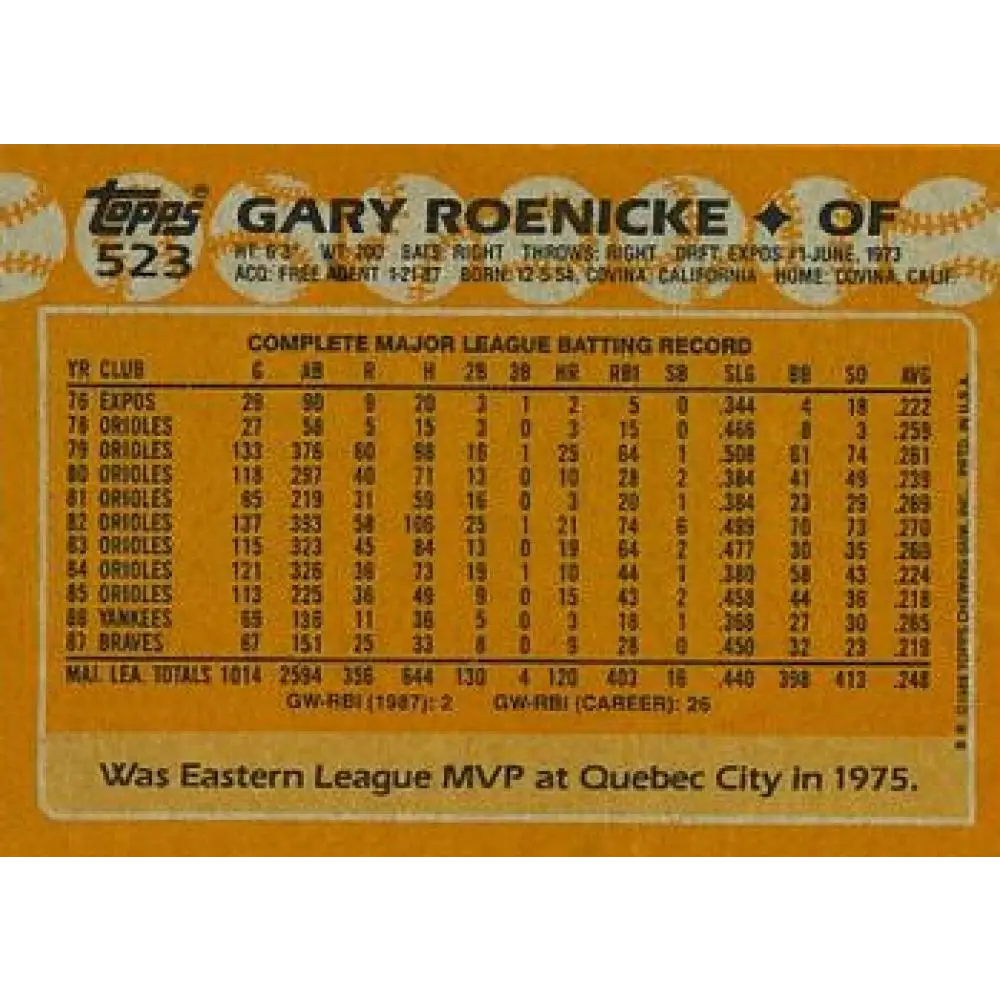 topps®
523
GARY ROENICKE ✦ OF
HT: 6'3" WT: 200 BATS: RIGHT THROWS: RIGHT DRFT: EXPOS #1-JUNE, 1973
ACQ: FREE AGENT 1-21-87 BORN: 12-5-54, COVINA, CALIFORNIA HOME: COVINA, CALIF.
COMPLETE MAJOR LEAGUE BATTING RECORD
YR CLUB G AB R H 2B 3B HR RBI SB SLG BB SO AVG
76 EXPOS 29 90 9 20 3 1 2 5 0 .344 4 18 .222
78 ORIOLES 27 58 5 15 3 0 3 15 0 .466 8 3 .259
79 ORIOLES 133 376 60 98 16 1 25 64 1 .508 61 74 .261
80 ORIOLES 118 297 40 71 13 0 10 28 2 .384 41 49 .239
81 ORIOLES 85 219 31 59 16 0 3 20 1 .384 23 29 .269
82 ORIOLES 137 393 58 106 25 1 21 74 6 .499 70 73 .270
83 ORIOLES 115 323 45 84 13 0 19 64 2 .477 30 35 .260
84 ORIOLES 121 326 36 73 19 1 10 44 1 .380 58 43 .224
85 ORIOLES 113 225 36 49 9 0 15 43 2 .458 44 36 .218
86 YANKEES 69 136 11 36 5 0 3 18 1 .368 27 30 .265
87 BRAVES 67 151 25 33 8 0 9 28 0 .450 32 23 .219
MAJ. LEA. TOTALS 1014 2594 356 644 130 4 120 403 16 .440 398 413 .248
GW-RBI (1987): 2 GW-RBI (CAREER): 26
Was Eastern League MVP at Quebec City in 1975.
TOPPS CHEWING GUM, INC. PRTD. IN U.S.A.